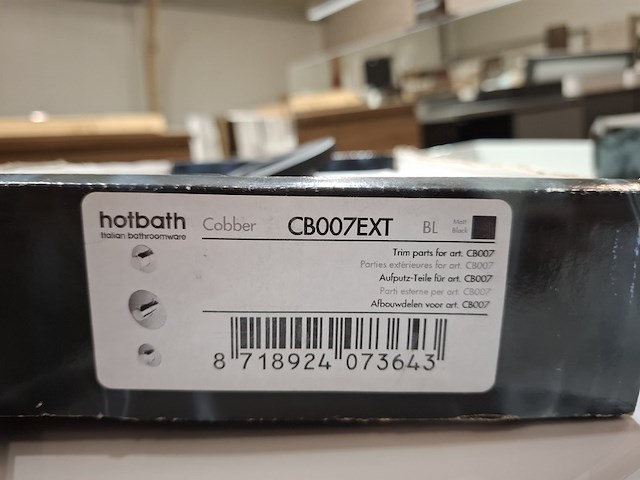 hotbath
Italian bathroomware
Cobber CB007EXT BL Matt Black
Trim parts for art. CB007
Parties extérieures for art. CB007
Aufputz-Teile für art. CB007
Parti esterne per art. CB007
Afbouwdelen voor art. CB007
8 718924 073643